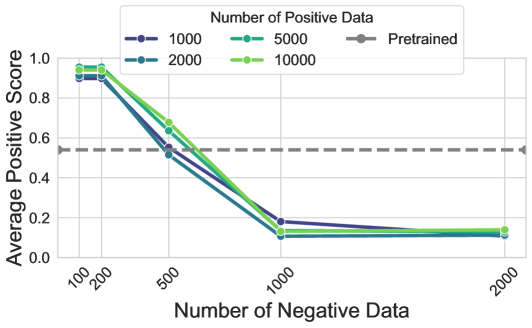 Number of Positive Data
1000 5000 Pretrained
2000 10000
Average Positive Score
1.0
0.8
0.6
0.4
0.2
0.0
100 200 500 1000 2000
Number of Negative Data